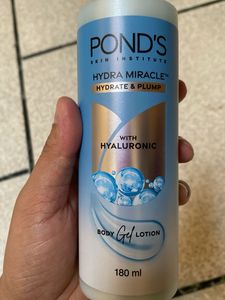 POND'S
SKIN INSTITUTE
HYDRA MIRACLE™
HYDRATE & PLUMP
WITH
HYALURONIC
BODY Gel LOTION
180 ml